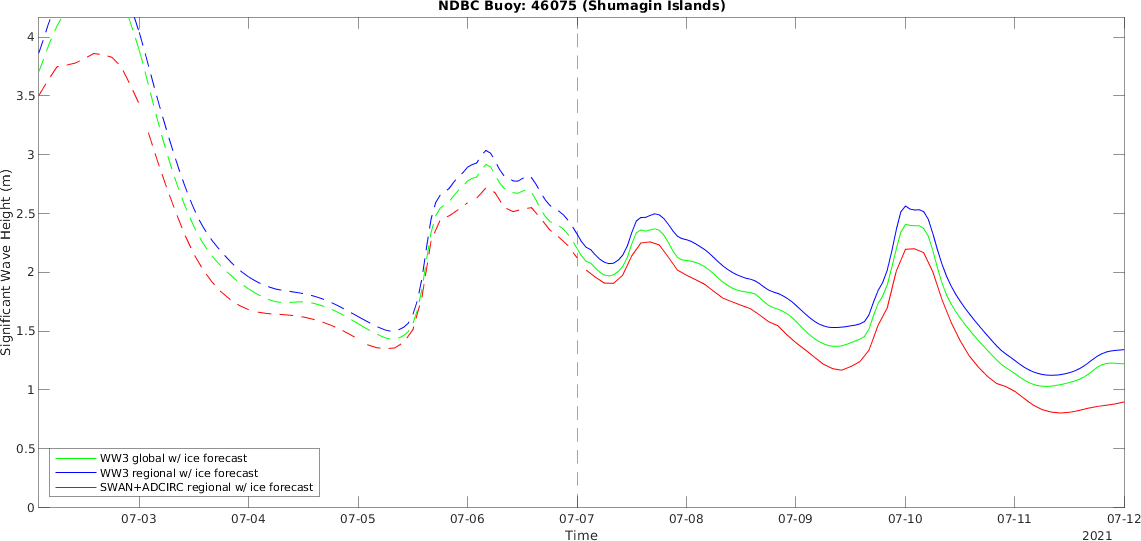 NDBC Buoy: 46075 (Shumagin Islands)
4
3.5
3
2.5
2
1.5
1
0.5
0
Significant Wave Height (m)
WW3 global w/ ice forecast
WW3 regional w/ ice forecast
SWAN+ADCIRC regional w/ ice forecast
07-03 07-04 07-05 07-06 07-07 07-08 07-09 07-10 07-11 07-12
Time
2021